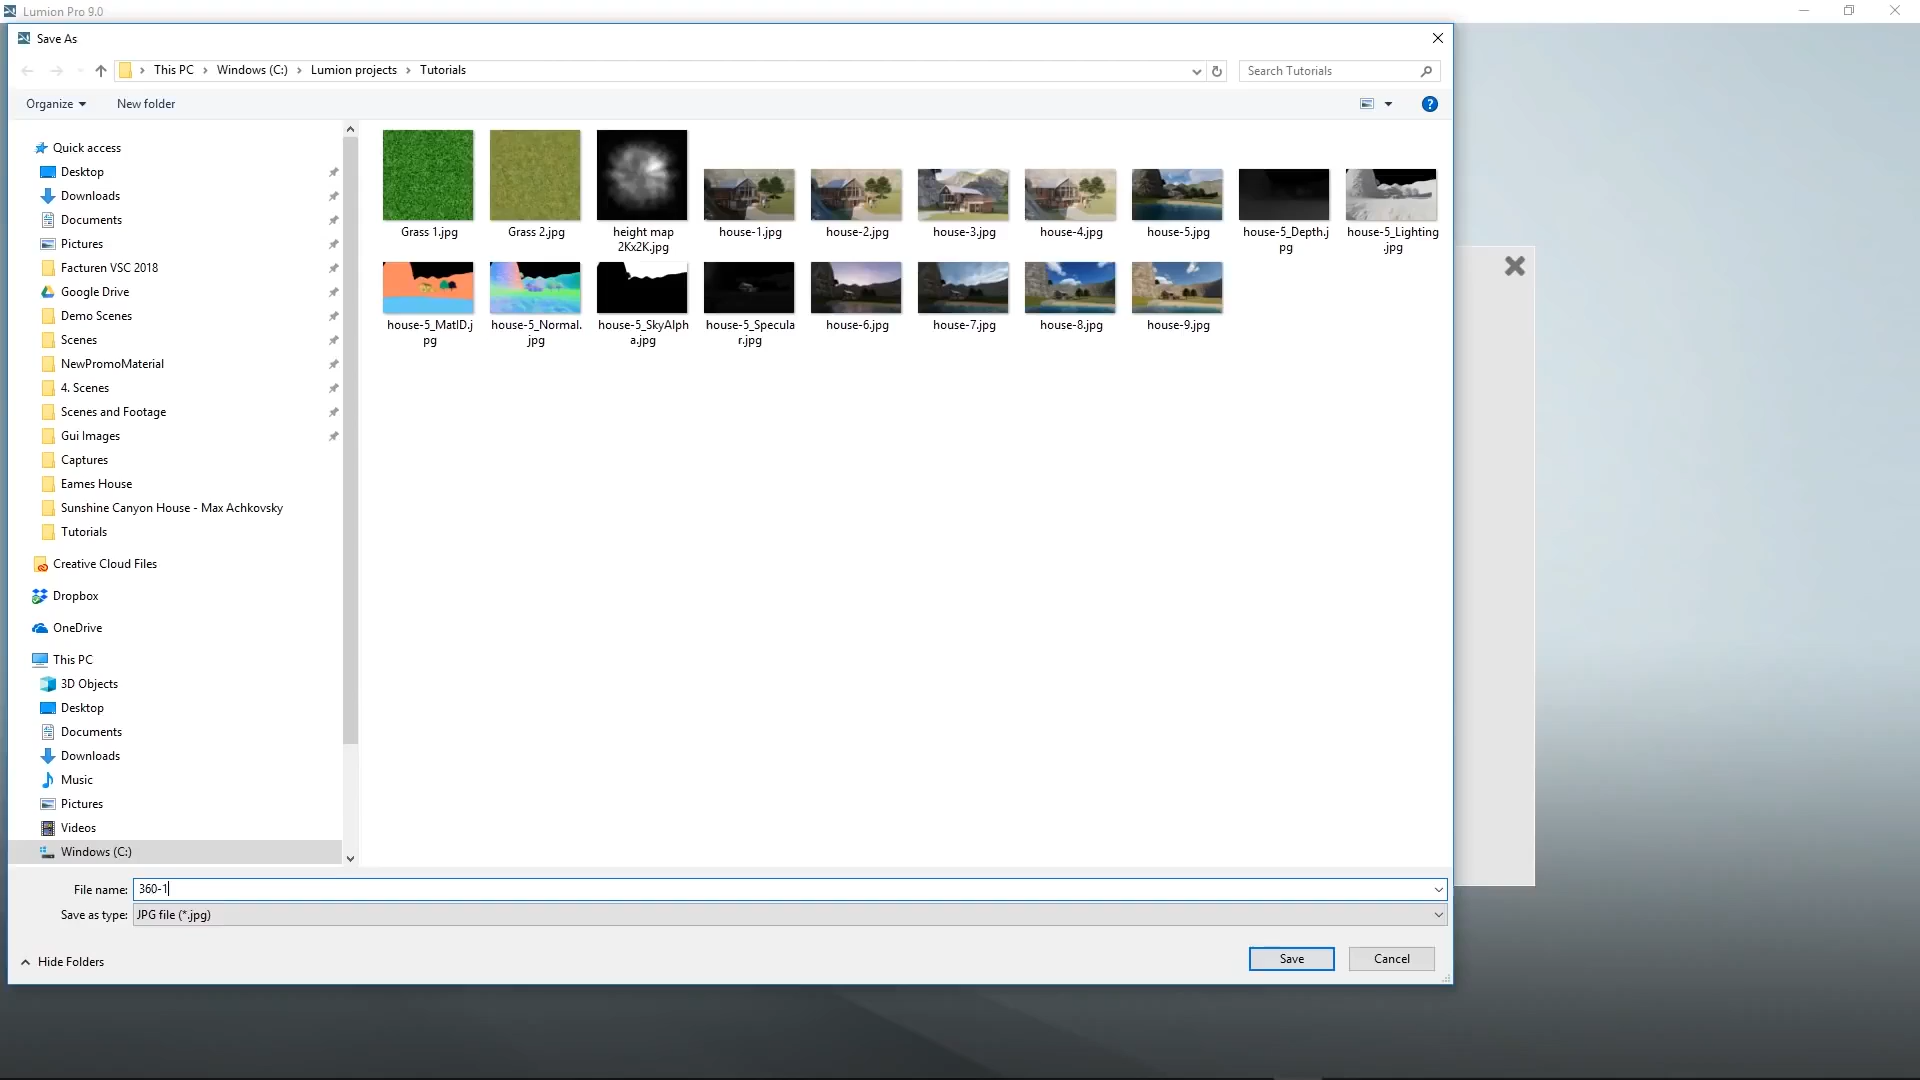 Lumion Pro 9.0
Save As
This PC > Windows (C:) > Lumion projects > Tutorials
Search Tutorials
Organize
New folder
?
Quick access
Desktop
Downloads
Documents
Pictures
Facturen VSC 2018
Google Drive
Demo Scenes
Scenes
NewPromoMaterial
4. Scenes
Scenes and Footage
Gui Images
Captures
Eames House
Sunshine Canyon House - Max Achkovsky
Tutorials
Creative Cloud Files
Dropbox
OneDrive
This PC
3D Objects
Desktop
Documents
Downloads
Music
Pictures
Videos
Windows (C:)
Grass 1.jpg
Grass 2.jpg
height map
2Kx2K.jpg
house-1.jpg
house-2.jpg
house-3.jpg
house-4.jpg
house-5.jpg
house-5_Depth.j
pg
house-5_Lighting
.jpg
house-5_MatID.j
pg
house-5_Normal.
jpg
house-5_SkyAlph
a.jpg
house-5_Specula
r.jpg
house-6.jpg
house-7.jpg
house-8.jpg
house-9.jpg
File name: 360-1
Save as type: JPG file (*.jpg)
Hide Folders
Save
Cancel